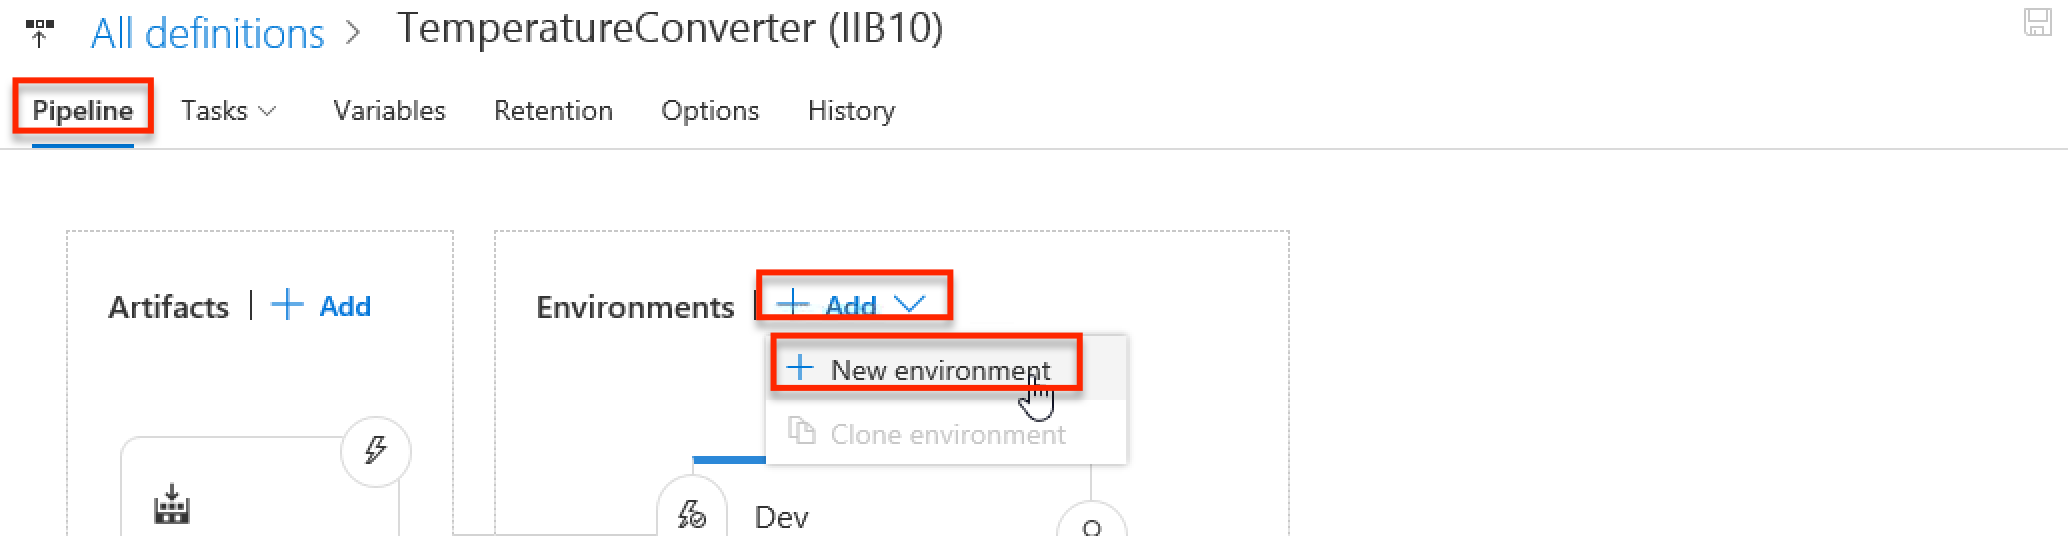 All definitions > TemperatureConverter (IIB10)
Pipeline Tasks Variables Retention Options History
Artifacts | + Add
Environments | + Add
+ New environment
Clone environment
Dev